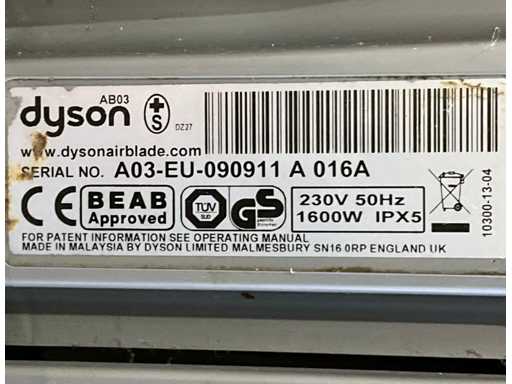 AB03
dyson
+S
DZ37
www.dysonairblade.com
SERIAL NO. A03-EU-090911 A 016A
CE BEAB Approved TÜV SUD GS 230V 50Hz 1600W IPX5
10300-13-04
FOR PATENT INFORMATION SEE OPERATING MANUAL
MADE IN MALAYSIA BY DYSON LIMITED MALMESBURY SN16 0RP ENGLAND UK